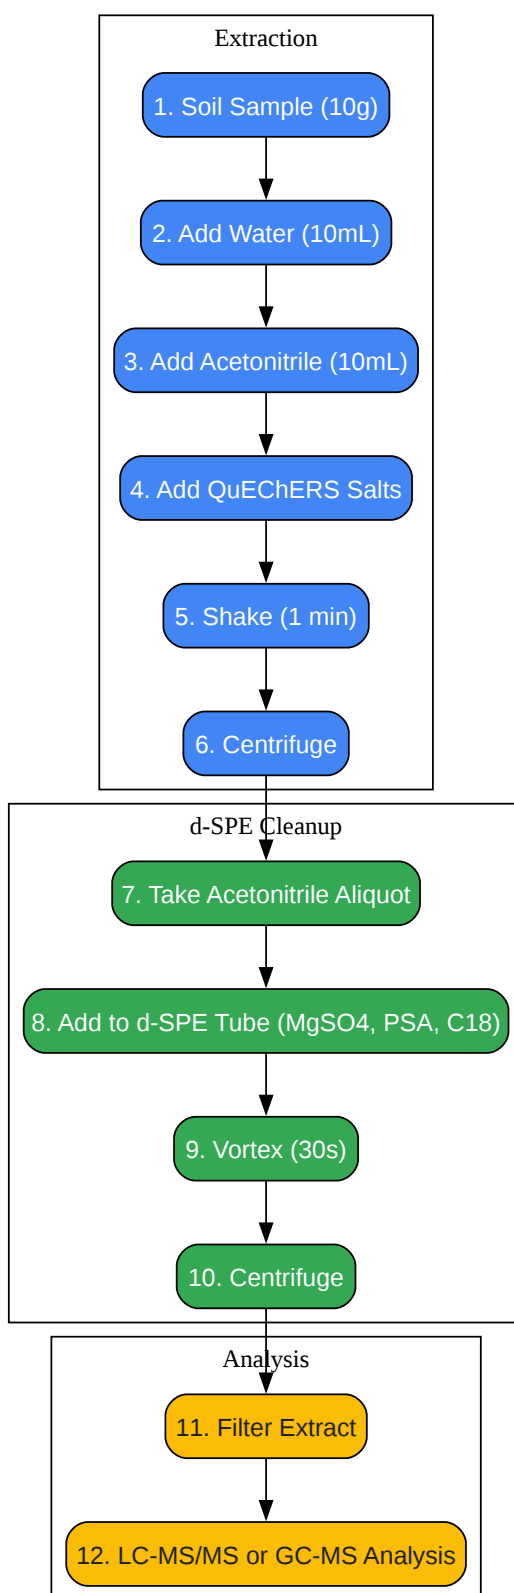 Extraction
1. Soil Sample (10g)
2. Add Water (10mL)
3. Add Acetonitrile (10mL)
4. Add QuEChERS Salts
5. Shake (1 min)
6. Centrifuge
d-SPE Cleanup
7. Take Acetonitrile Aliquot
8. Add to d-SPE Tube (MgSO4, PSA, C18)
9. Vortex (30s)
10. Centrifuge
Analysis
11. Filter Extract
12. LC-MS/MS or GC-MS Analysis